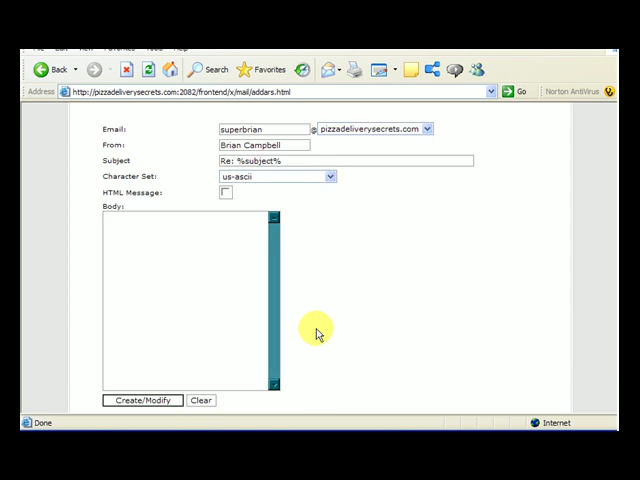 Back
Search
Favorites
Address
http://pizzadeliverysecrets.com:2082/frontend/x/mail/addars.html
Go
Norton AntiVirus
Email:
superbrian
@
pizzadeliverysecrets.com
From:
Brian Campbell
Subject
Re: %subject%
Character Set:
us-ascii
HTML Message:
Body:
Create/Modify
Clear
Done
Internet